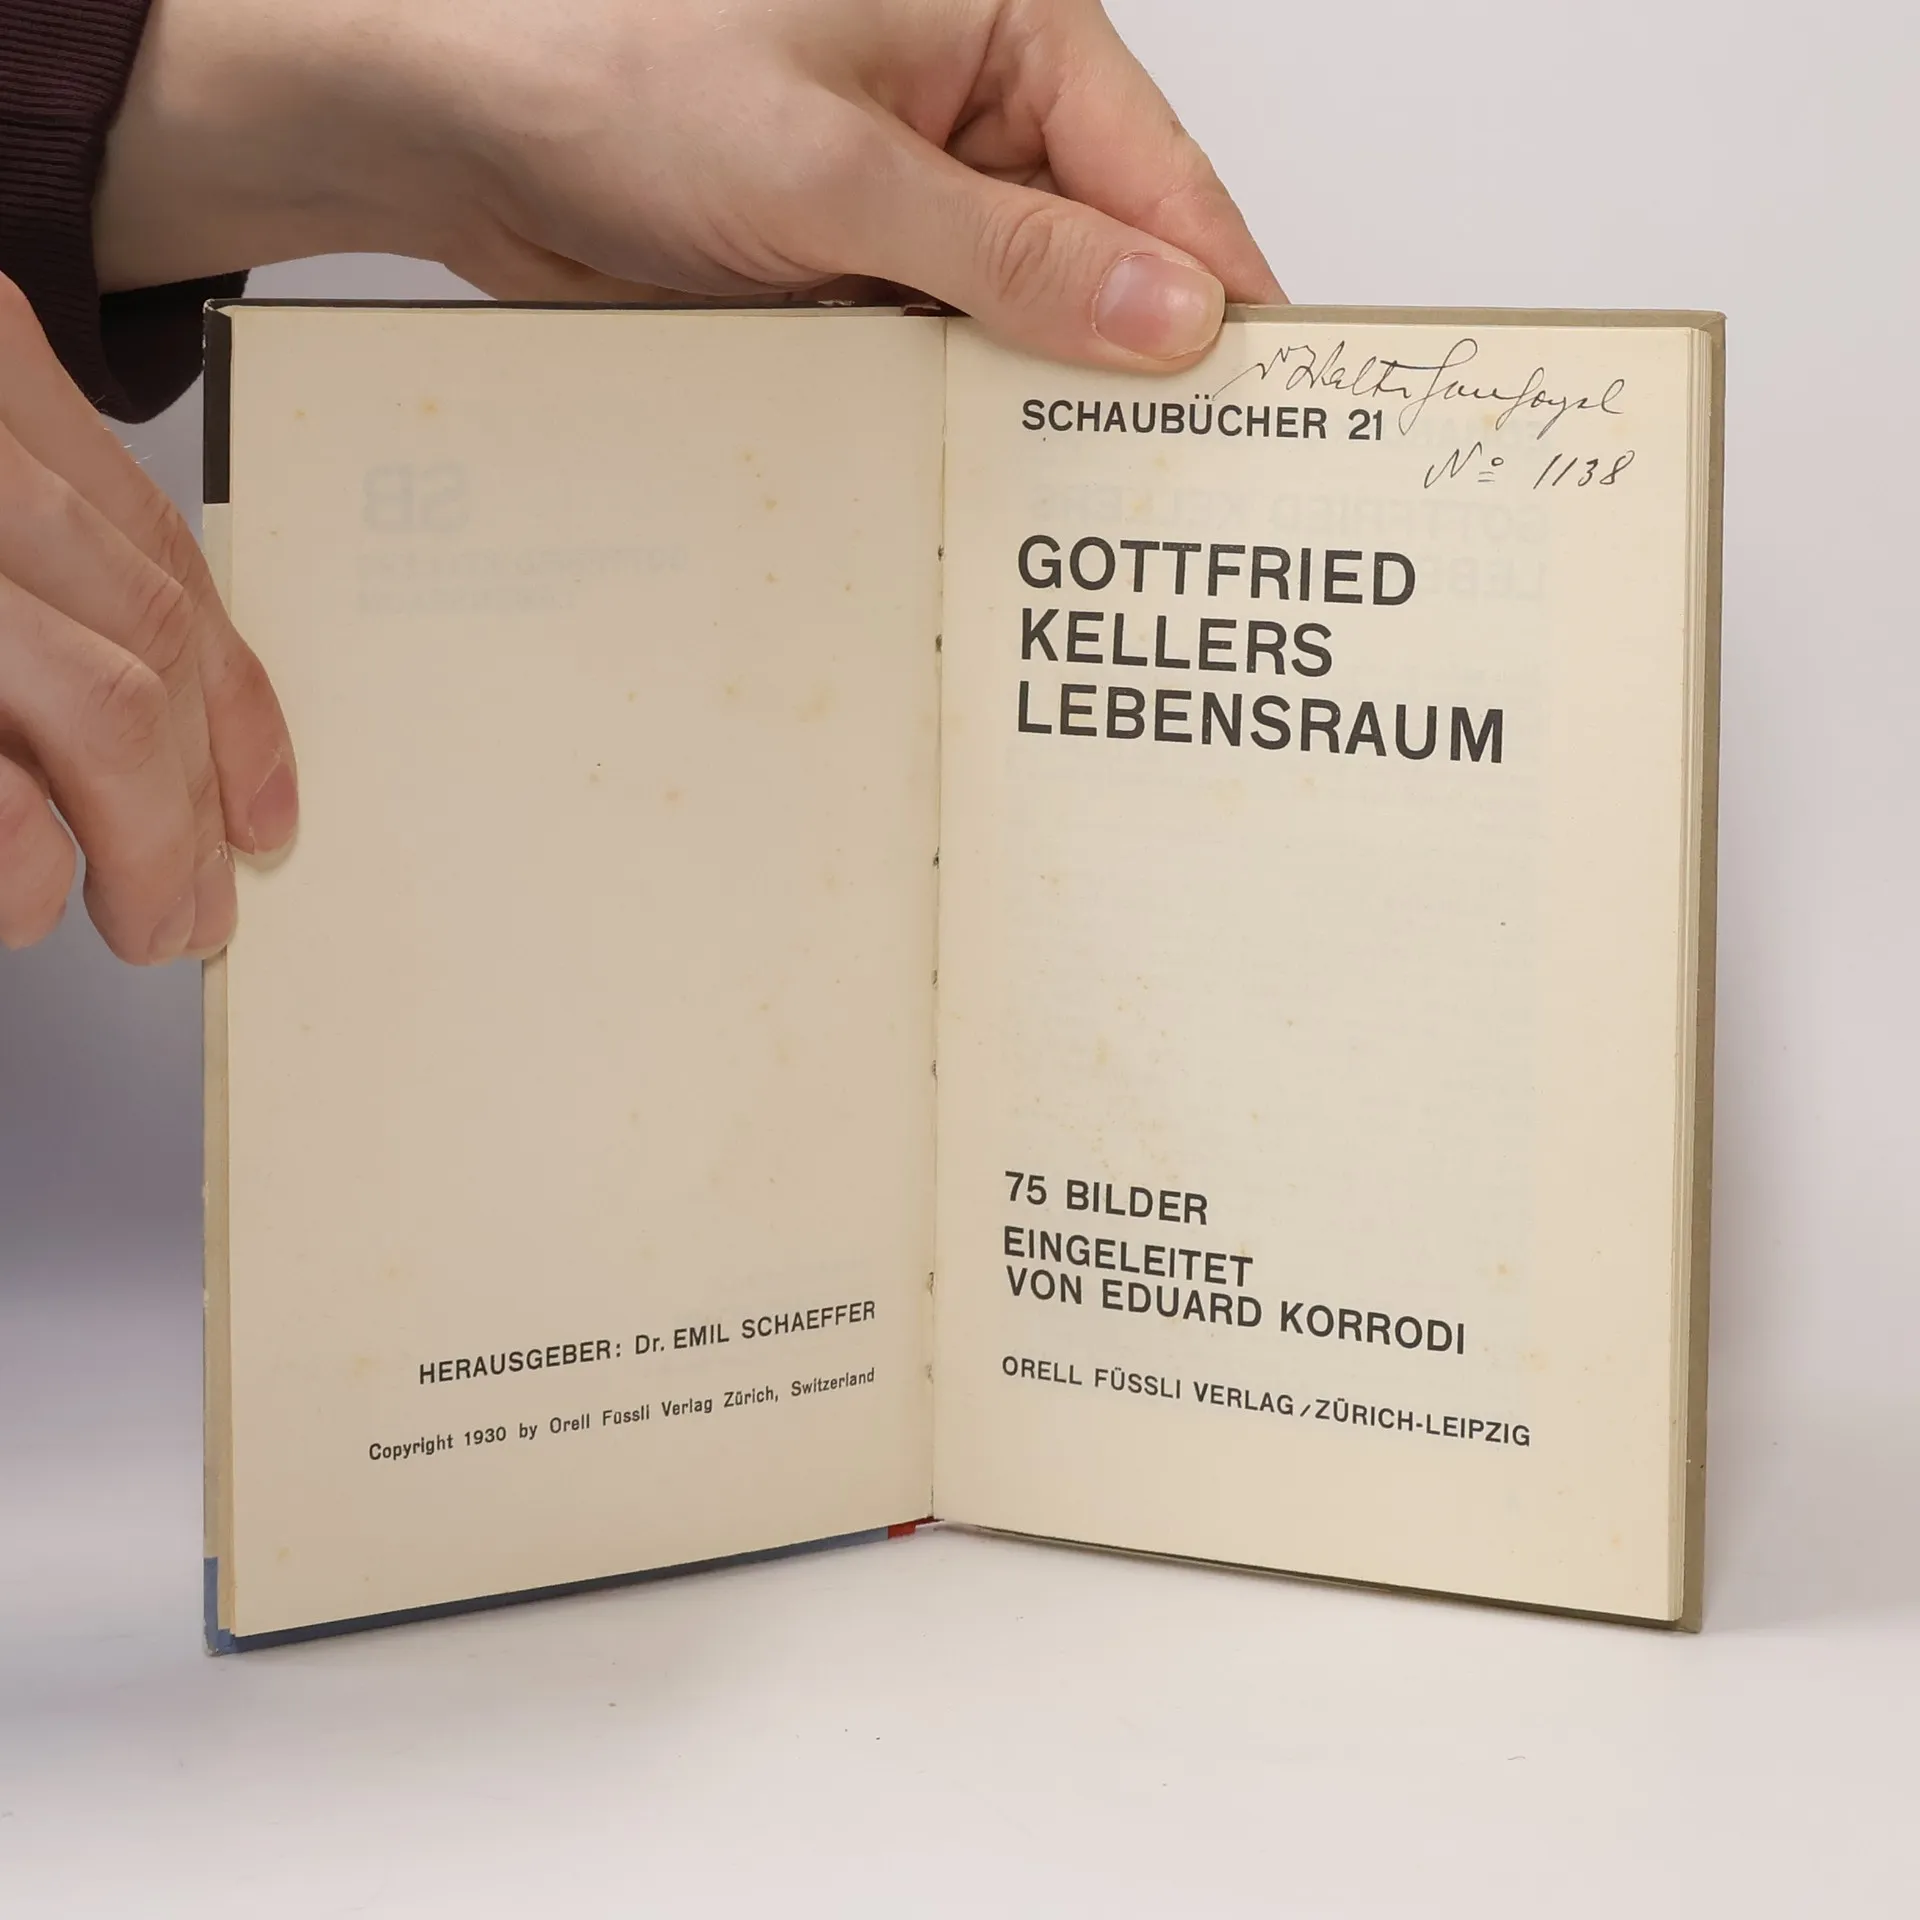 HERAUSGEBER: Dr. EMIL SCHAEFFER
Copyright 1930 by Orell Füssli Verlag Zürich, Switzerland
Walter
SCHAUBÜCHER 21
Nº 1138
GOTTFRIED
KELLERS
LEBENSRAUM
75 BILDER
EINGELEITET
VON EDUARD KORRODI
ORELL FÜSSLI VERLAG/ZÜRICH-LEIPZIG